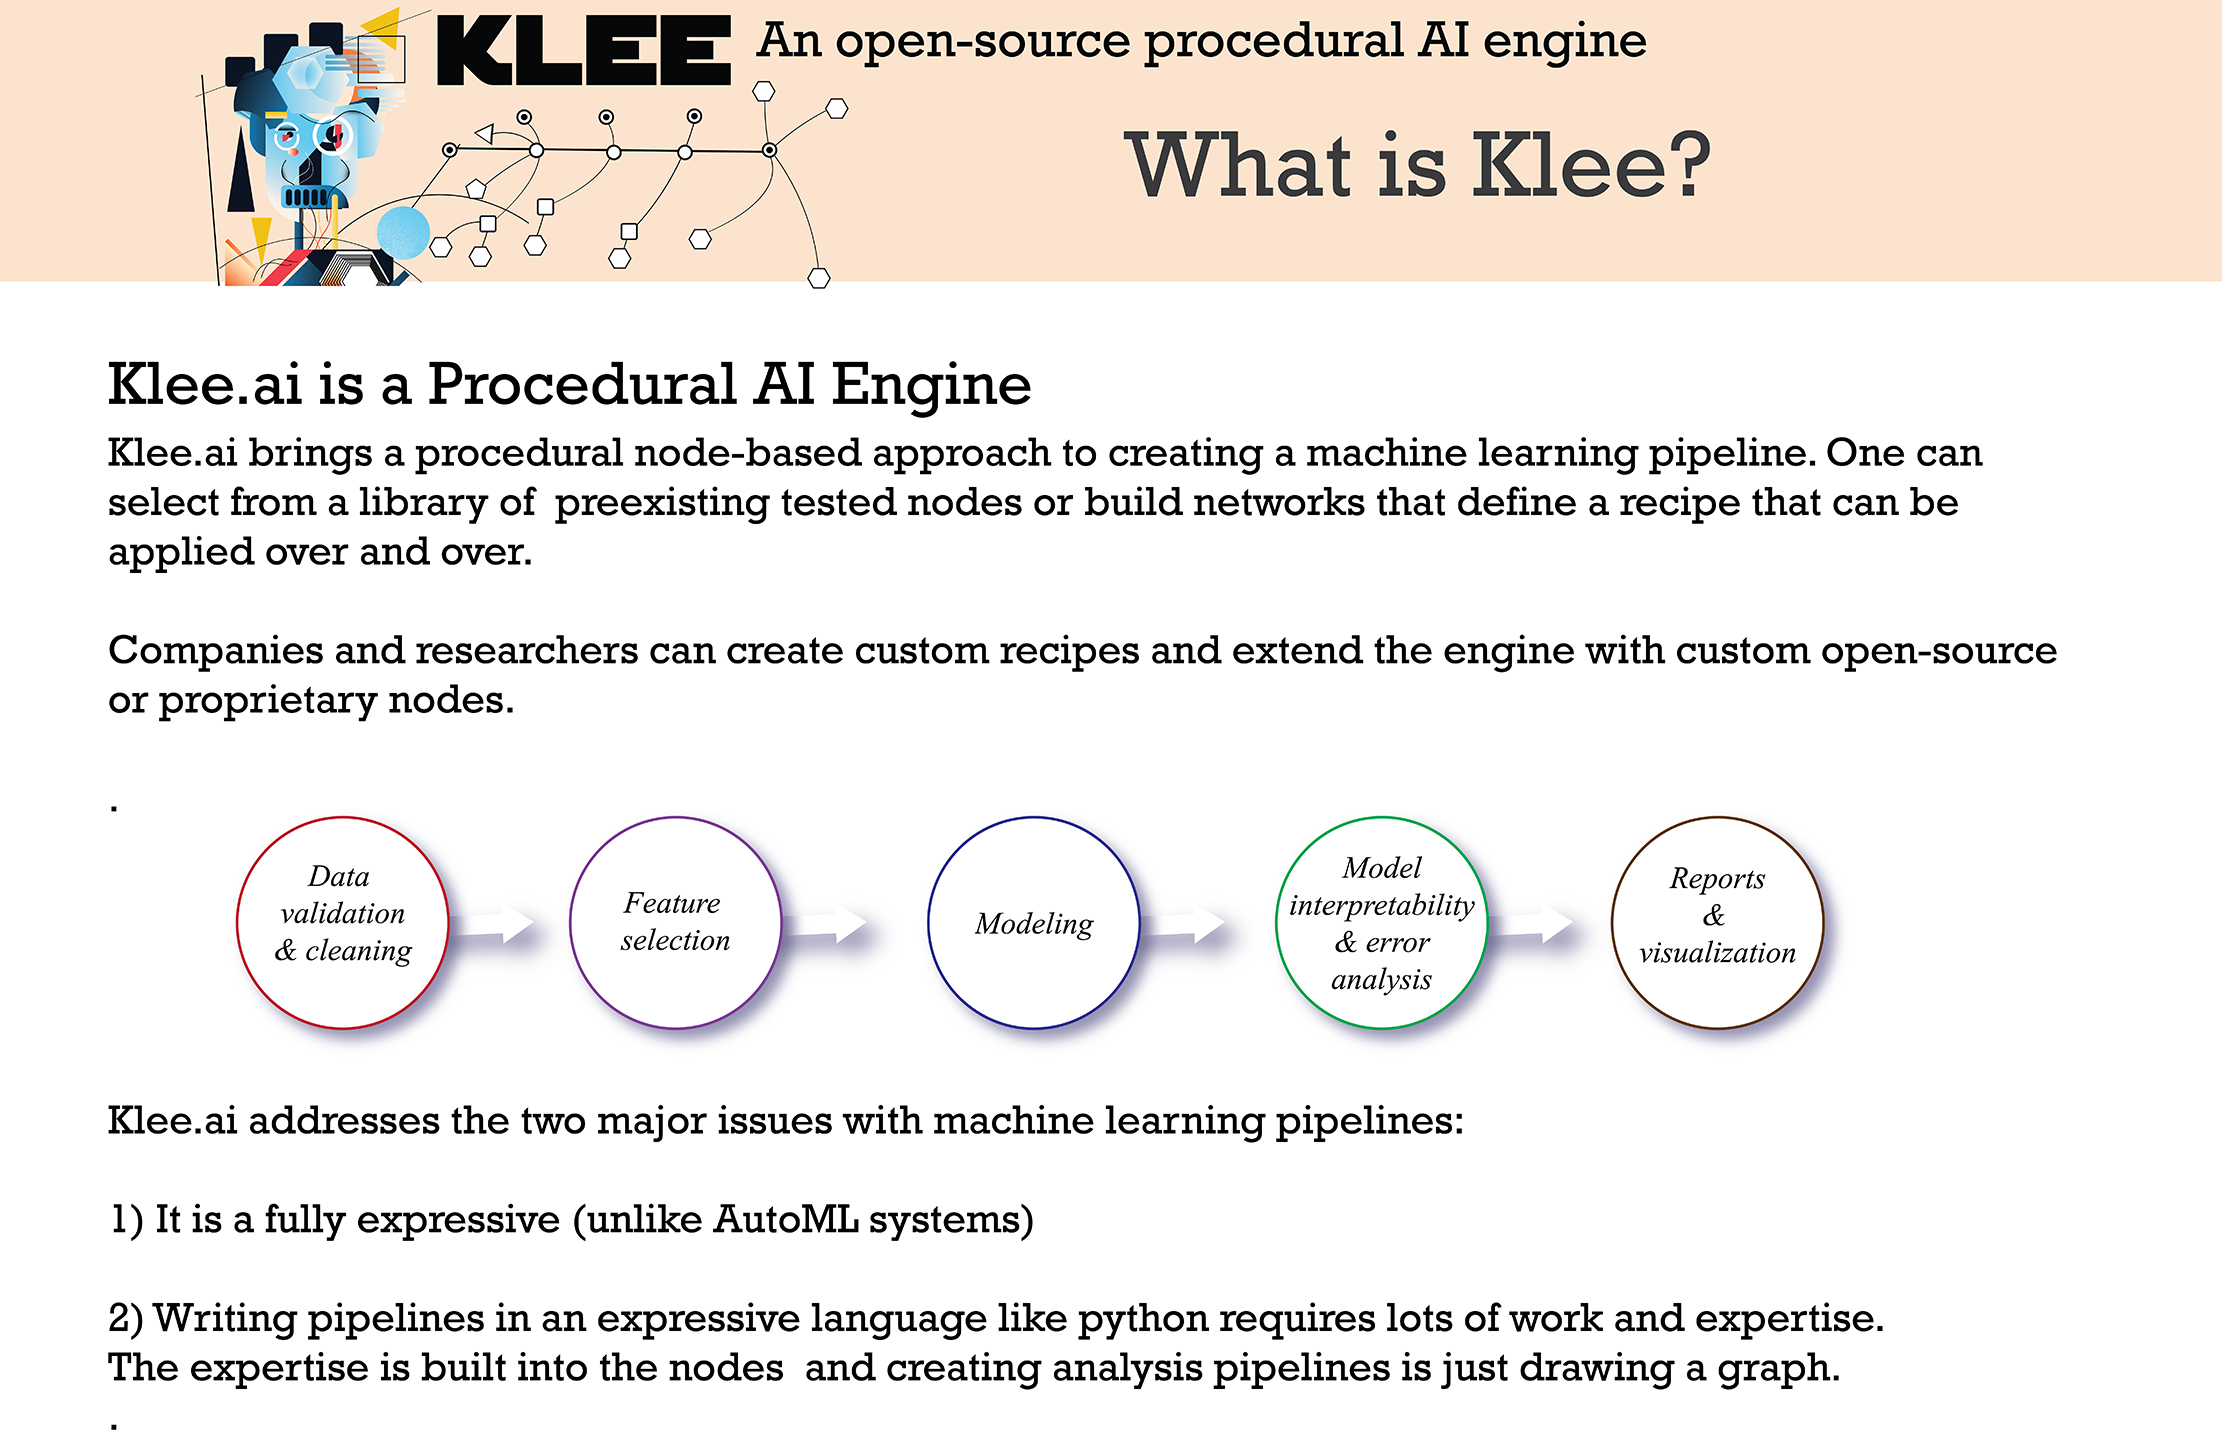 KLEE An open-source procedural AI engine
What is Klee?
Klee.ai is a Procedural AI Engine
Klee.ai brings a procedural node-based approach to creating a machine learning pipeline. One can
select from a library of  preexisting tested nodes or build networks that define a recipe that can be
applied over and over.
Companies and researchers can create custom recipes and extend the engine with custom open-source
or proprietary nodes.
.
Data
validation
& cleaning
Feature
selection
Modeling
Model
interpretability
& error
analysis
Reports
&
visualization
Klee.ai addresses the two major issues with machine learning pipelines:
1) It is a fully expressive (unlike AutoML systems)
2) Writing pipelines in an expressive language like python requires lots of work and expertise.
The expertise is built into the nodes  and creating analysis pipelines is just drawing a graph.
.